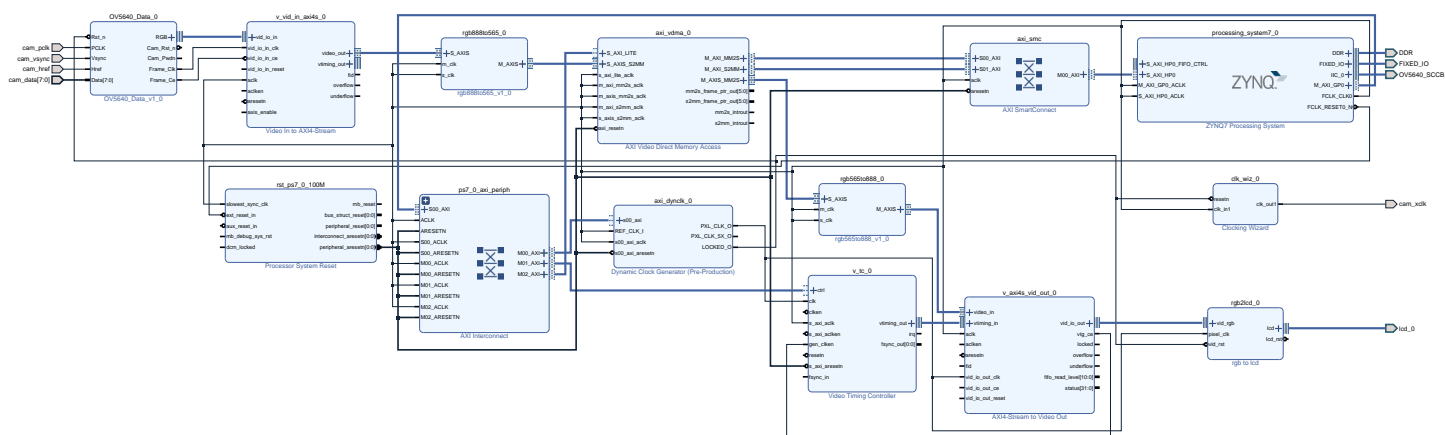 OV5640_Data_0
Rst_n
PCLK
Vsync
Href
Data[7:0]
RGB
Cam_Rst_n
Cam_Pwdn
Frame_Clk
Frame_Ce
OV5640_Data_v1_0
cam_pclk
cam_vsync
cam_href
cam_data[7:0]
v_vid_in_axi4s_0
vid_io_in
vid_io_in_clk
vid_io_in_ce
vid_io_in_reset
aclk
aclken
aresetn
axis_enable
video_out
vtiming_out
fid
overflow
underflow
Video In to AXI4-Stream
rgb888to565_0
S_AXIS
m_clk
s_clk
M_AXIS
rgb888to565_v1_0
axi_vdma_0
S_AXI_LITE
S_AXIS_S2MM
s_axi_lite_aclk
m_axi_mm2s_aclk
m_axis_mm2s_aclk
m_axi_s2mm_aclk
s_axis_s2mm_aclk
axi_resetn
M_AXI_MM2S
M_AXI_S2MM
M_AXIS_MM2S
mm2s_frame_ptr_out[5:0]
s2mm_frame_ptr_out[5:0]
mm2s_introut
s2mm_introut
AXI Video Direct Memory Access
axi_smc
S00_AXI
S01_AXI
aclk
aresetn
M00_AXI
AXI SmartConnect
processing_system7_0
S_AXI_HP0_FIFO_CTRL
S_AXI_HP0
M_AXI_GP0_ACLK
S_AXI_HP0_ACLK
ZYNQ.
DDR
FIXED_IO
IIC_0
M_AXI_GP0
FCLK_CLK0
FCLK_RESET0_N
ZYNQ7 Processing System
DDR
FIXED_IO
OV5640_SCCB
rst_ps7_0_100M
slowest_sync_clk
ext_reset_in
aux_reset_in
mb_debug_sys_rst
dcm_locked
mb_reset
bus_struct_reset[0:0]
peripheral_reset[0:0]
interconnect_aresetn[0:0]
peripheral_aresetn[0:0]
Processor System Reset
ps7_0_axi_periph
S00_AXI
ACLK
ARESETN
S00_ACLK
S00_ARESETN
M00_ACLK
M00_ARESETN
M01_ACLK
M01_ARESETN
M02_ACLK
M02_ARESETN
M00_AXI
M01_AXI
M02_AXI
AXI Interconnect
axi_dynclk_0
s00_axi
REF_CLK_I
s00_axi_aclk
s00_axi_aresetn
PXL_CLK_O
PXL_CLK_5X_O
LOCKED_O
Dynamic Clock Generator (Pre-Production)
rgb565to888_0
S_AXIS
m_clk
s_clk
M_AXIS
rgb565to888_v1_0
clk_wiz_0
resetn
clk_in1
clk_out1
Clocking Wizard
cam_xclk
v_tc_0
ctrl
clk
clken
s_axi_aclk
s_axi_aclken
gen_clken
resetn
s_axi_aresetn
fsync_in
vtiming_out
irq
fsync_out[0:0]
Video Timing Controller
v_axi4s_vid_out_0
video_in
vtiming_in
aclk
aclken
aresetn
fid
vid_io_out_clk
vid_io_out_ce
vid_io_out_reset
vid_io_out
vtg_ce
locked
overflow
underflow
fifo_read_level[10:0]
status[31:0]
AXI4-Stream to Video Out
rgb2lcd_0
vid_rgb
pixel_clk
vid_rst
lcd
lcd_rst
rgb to lcd
lcd_0